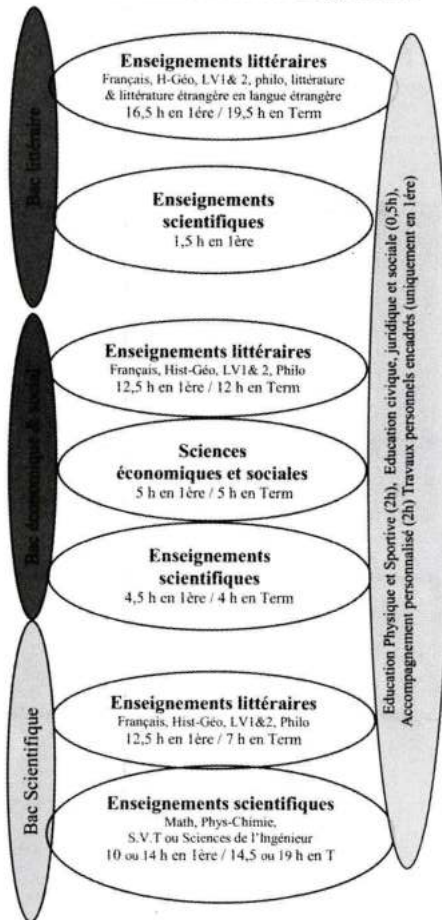 Bac littéraire
Enseignements littéraires
Français, H-Géo, LV1& 2, philo, littérature
& littérature étrangère en langue étrangère
16,5 h en 1ére / 19,5 h en Term
Enseignements
scientifiques
1,5 h en 1ère
Bac économique & social
Enseignements littéraires
Français, Hist-Géo, LV1& 2, Philo
12,5 h en 1ère / 12 h en Term
Sciences
économiques et sociales
5 h en 1ère / 5 h en Term
Enseignements
scientifiques
4,5 h en 1ère / 4 h en Term
Bac Scientifique
Enseignements littéraires
Français, Hist-Géo, LV1&2, Philo
12,5 h en 1ère / 7 h en Term
Enseignements scientifiques
Math, Phys-Chimie,
S.V.T ou Sciences de l'Ingénieur
10 ou 14 h en 1ère / 14,5 ou 19 h en T
Education Physique et Sportive (2h), Education civique, juridique et sociale (0,5h),
Accompagnement personnalisé (2h) Travaux personnels encadrés (uniquement en 1ére)